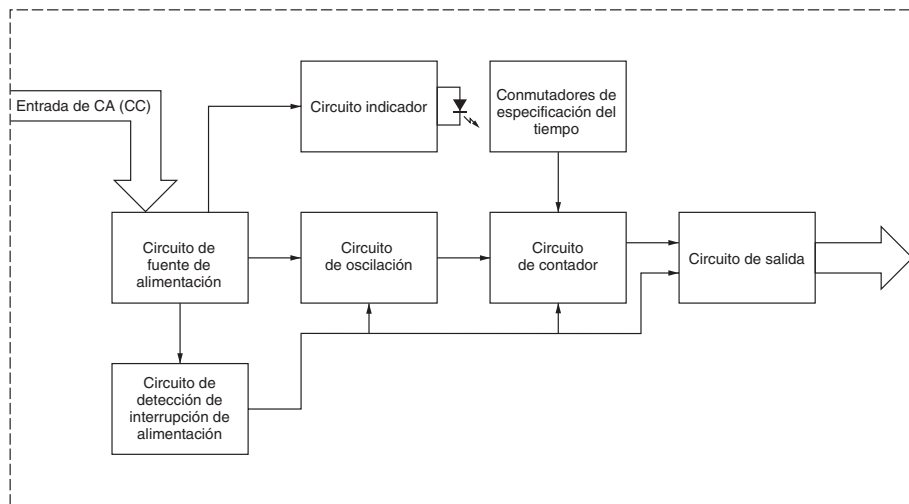 Entrada de CA (CC)
Circuito indicador
Conmutadores de
especificación del
tiempo
Circuito de
fuente de
alimentación
Circuito
de oscilación
Circuito
de contador
Circuito de salida
Circuito de
detección de
interrupción de
alimentación